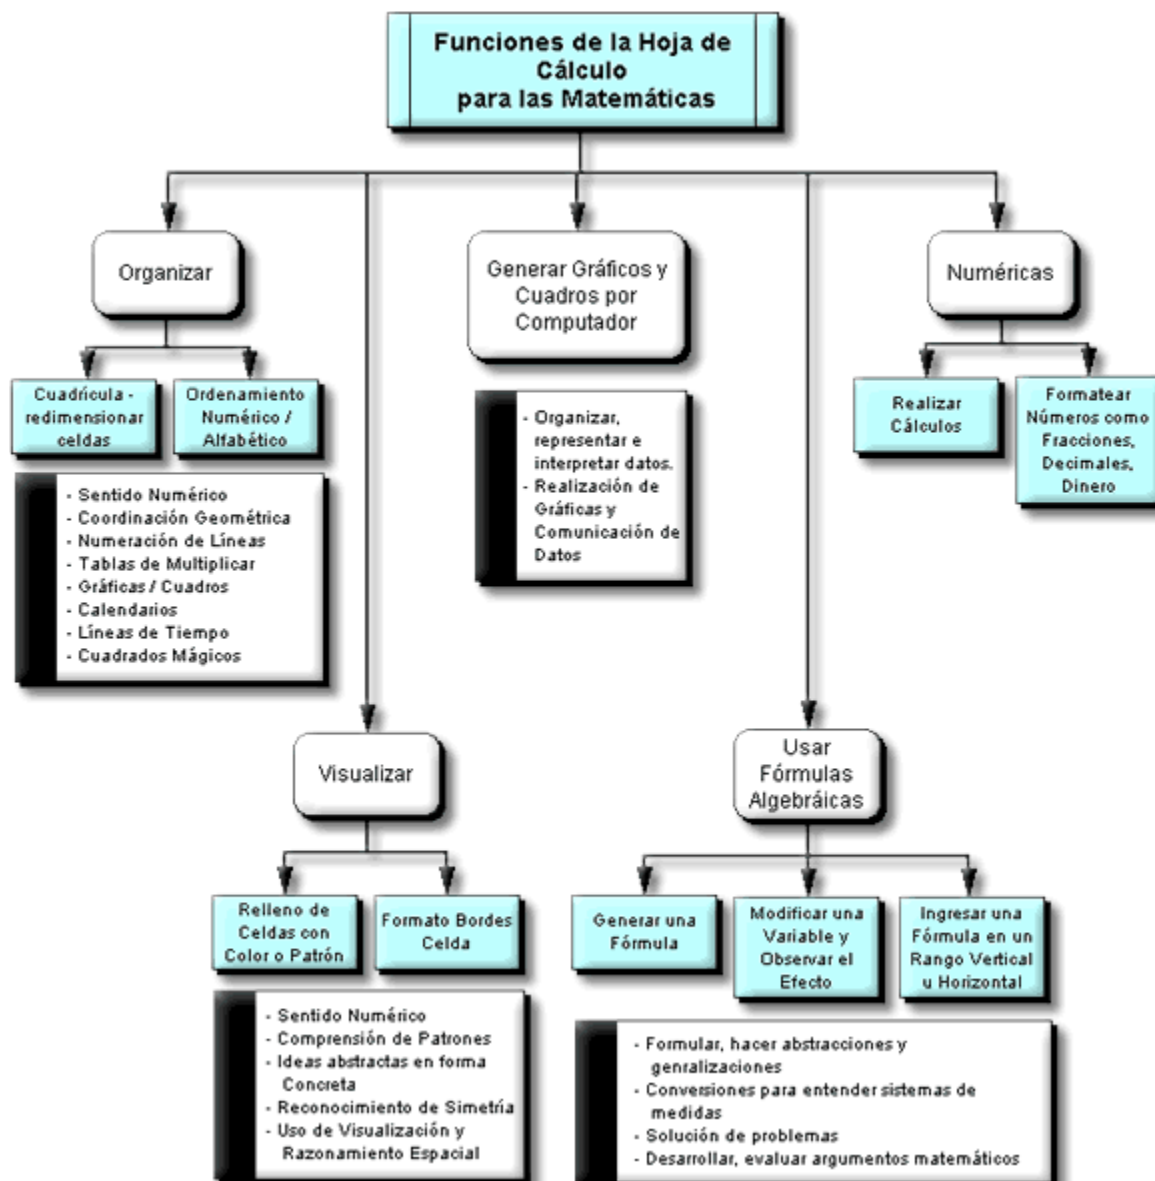 Funciones de la Hoja de
Cálculo
para las Matemáticas
Organizar
Generar Gráficos y
Cuadros por
Computador
Numéricas
Cuadrícula -
redimensionar
celdas
Ordenamiento
Numérico /
Alfabético
Realizar
Cálculos
Formatear
Números como
Fracciones,
Decimales,
Dinero
- Sentido Numérico
- Coordinación Geométrica
- Numeración de Líneas
- Tablas de Multiplicar
- Gráficas / Cuadros
- Calendarios
- Líneas de Tiempo
- Cuadrados Mágicos
- Organizar,
representar e
interpretar datos.
- Realización de
Gráficas y
Comunicación de
Datos
Visualizar
Usar
Fórmulas
Algebráicas
Relleno de
Celdas con
Color o Patrón
Formato Bordes
Celda
Generar una
Fórmula
Modificar una
Variable y
Observar el
Efecto
Ingresar una
Fórmula en un
Rango Vertical
u Horizontal
- Sentido Numérico
- Comprensión de Patrones
- Ideas abstractas en forma
Concreta
- Reconocimiento de Simetría
- Uso de Visualización y
Razonamiento Espacial
- Formular, hacer abstracciones y
genralizaciones
- Conversiones para entender sistemas de
medidas
- Solución de problemas
- Desarrollar, evaluar argumentos matemáticos